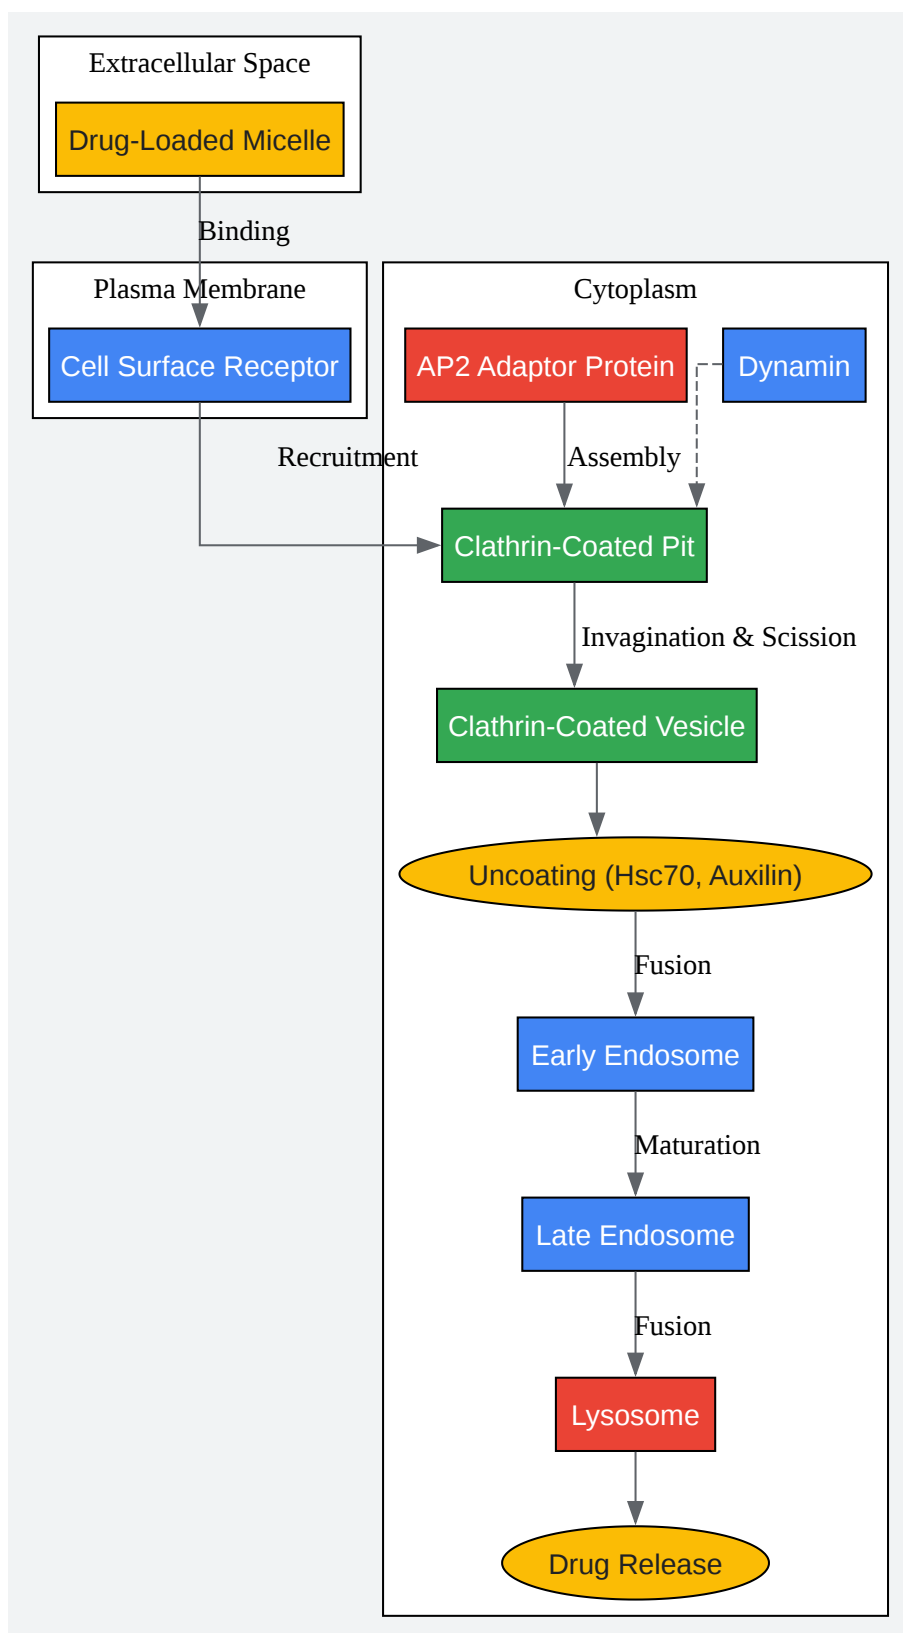 Extracellular Space
Drug-Loaded Micelle
Binding
Plasma Membrane
Cell Surface Receptor
Cytoplasm
AP2 Adaptor Protein
Dynamin
Recruitment
Assembly
Clathrin-Coated Pit
Invagination & Scission
Clathrin-Coated Vesicle
Uncoating (Hsc70, Auxilin)
Fusion
Early Endosome
Maturation
Late Endosome
Fusion
Lysosome
Drug Release